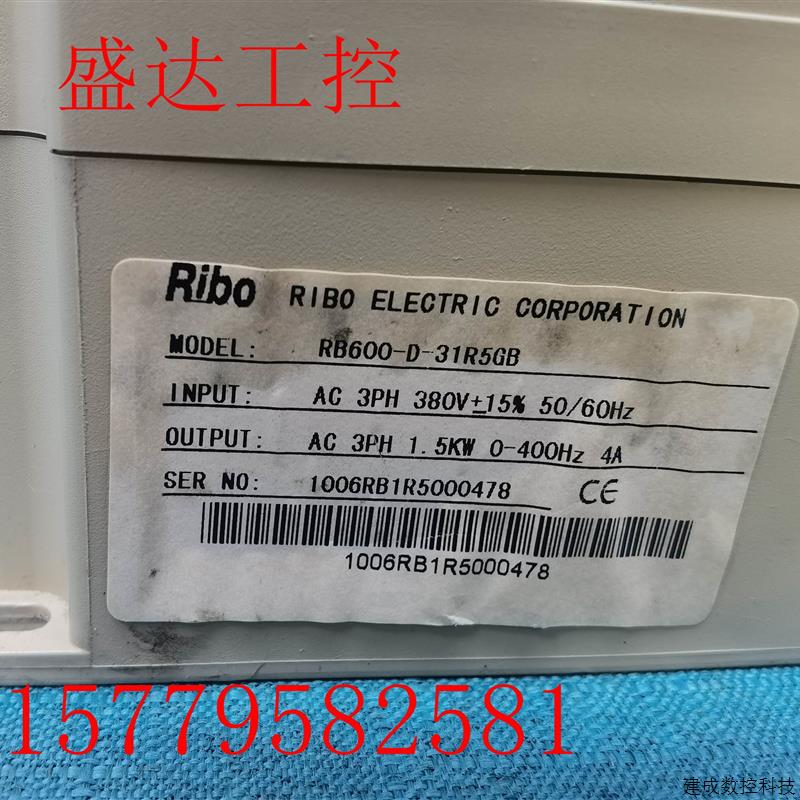 盛达工控
Ribo RIBO ELECTRIC CORPORATION
MODEL: RB600-D-31R5GB
INPUT: AC 3PH 380V±15% 50/60Hz
OUTPUT: AC 3PH 1.5KW 0-400Hz 4A
SER NO: 1006RB1R5000478 CE
1006RB1R5000478
15779582581
建成数控科技